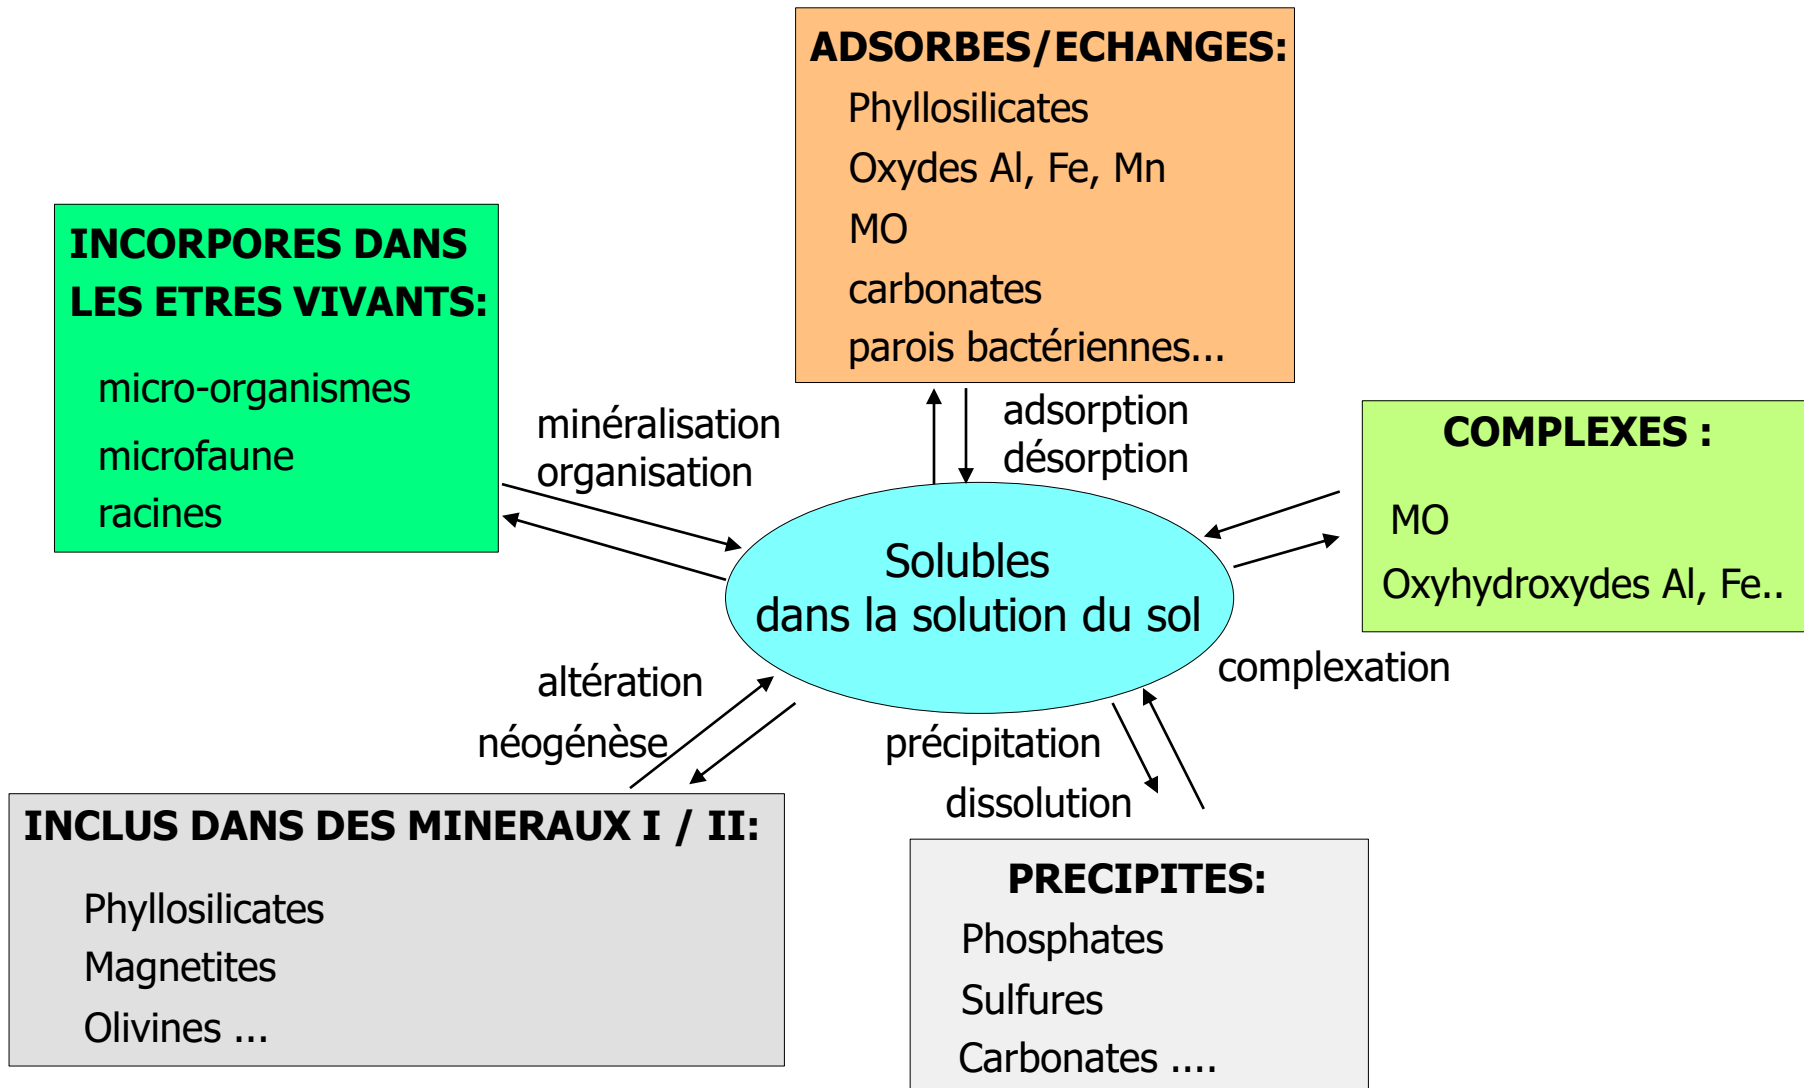 ADSORBES/ECHANGES:
Phyllosilicates
Oxydes Al, Fe, Mn
MO
carbonates
parois bactériennes...
INCORPORES DANS
LES ETRES VIVANTS:
micro-organismes
microfaune
racines
minéralisation
organisation
adsorption
désorption
COMPLEXES :
MO
Oxyhydroxydes Al, Fe..
Solubles
dans la solution du sol
complexation
altération
néogénèse
précipitation
dissolution
INCLUS DANS DES MINERAUX I / II:
Phyllosilicates
Magnetites
Olivines ...
PRECIPITES:
Phosphates
Sulfures
Carbonates ....